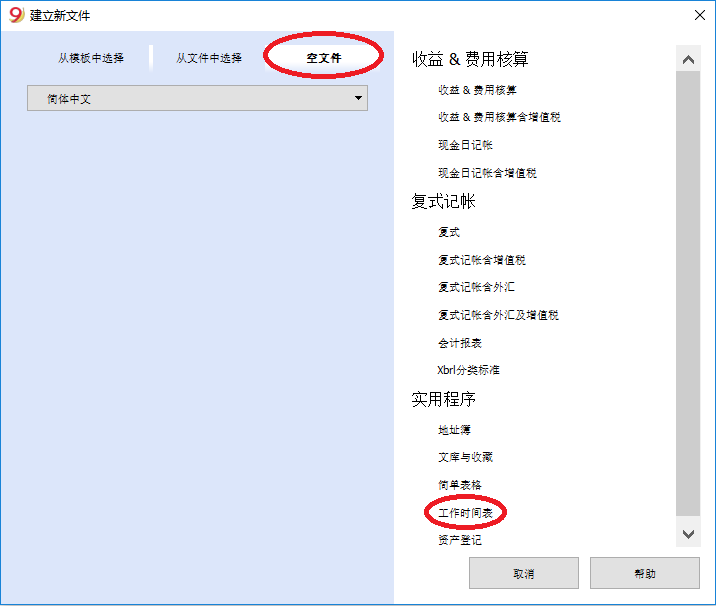 9 建立新文件
从模板中选择 从文件中选择 空文件
简体中文
收益 & 费用核算
收益 & 费用核算
收益 & 费用核算含增值税
现金日记帐
现金日记帐含增值税
复式记帐
复式
复式记帐含增值税
复式记帐含外汇
复式记帐含外汇及增值税
会计报表
Xbrl分类标准
实用程序
地址簿
文库与收藏
简单表格
工作时间表
资产登记
取消 帮助